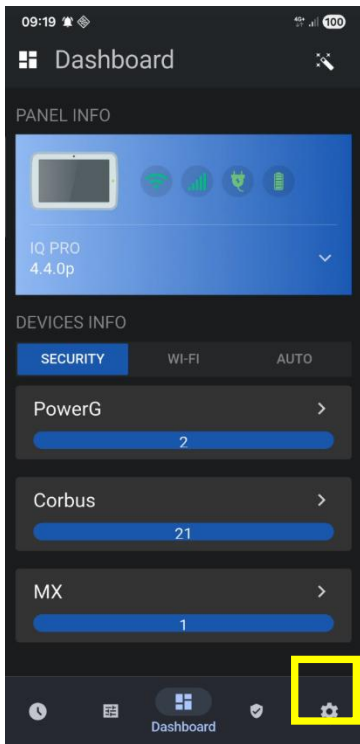 09:19
4G+ 100
Dashboard
PANEL INFO
IQ PRO
4.4.0p
DEVICES INFO
SECURITY WI-FI AUTO
PowerG
2
Corbus
21
MX
1
Dashboard